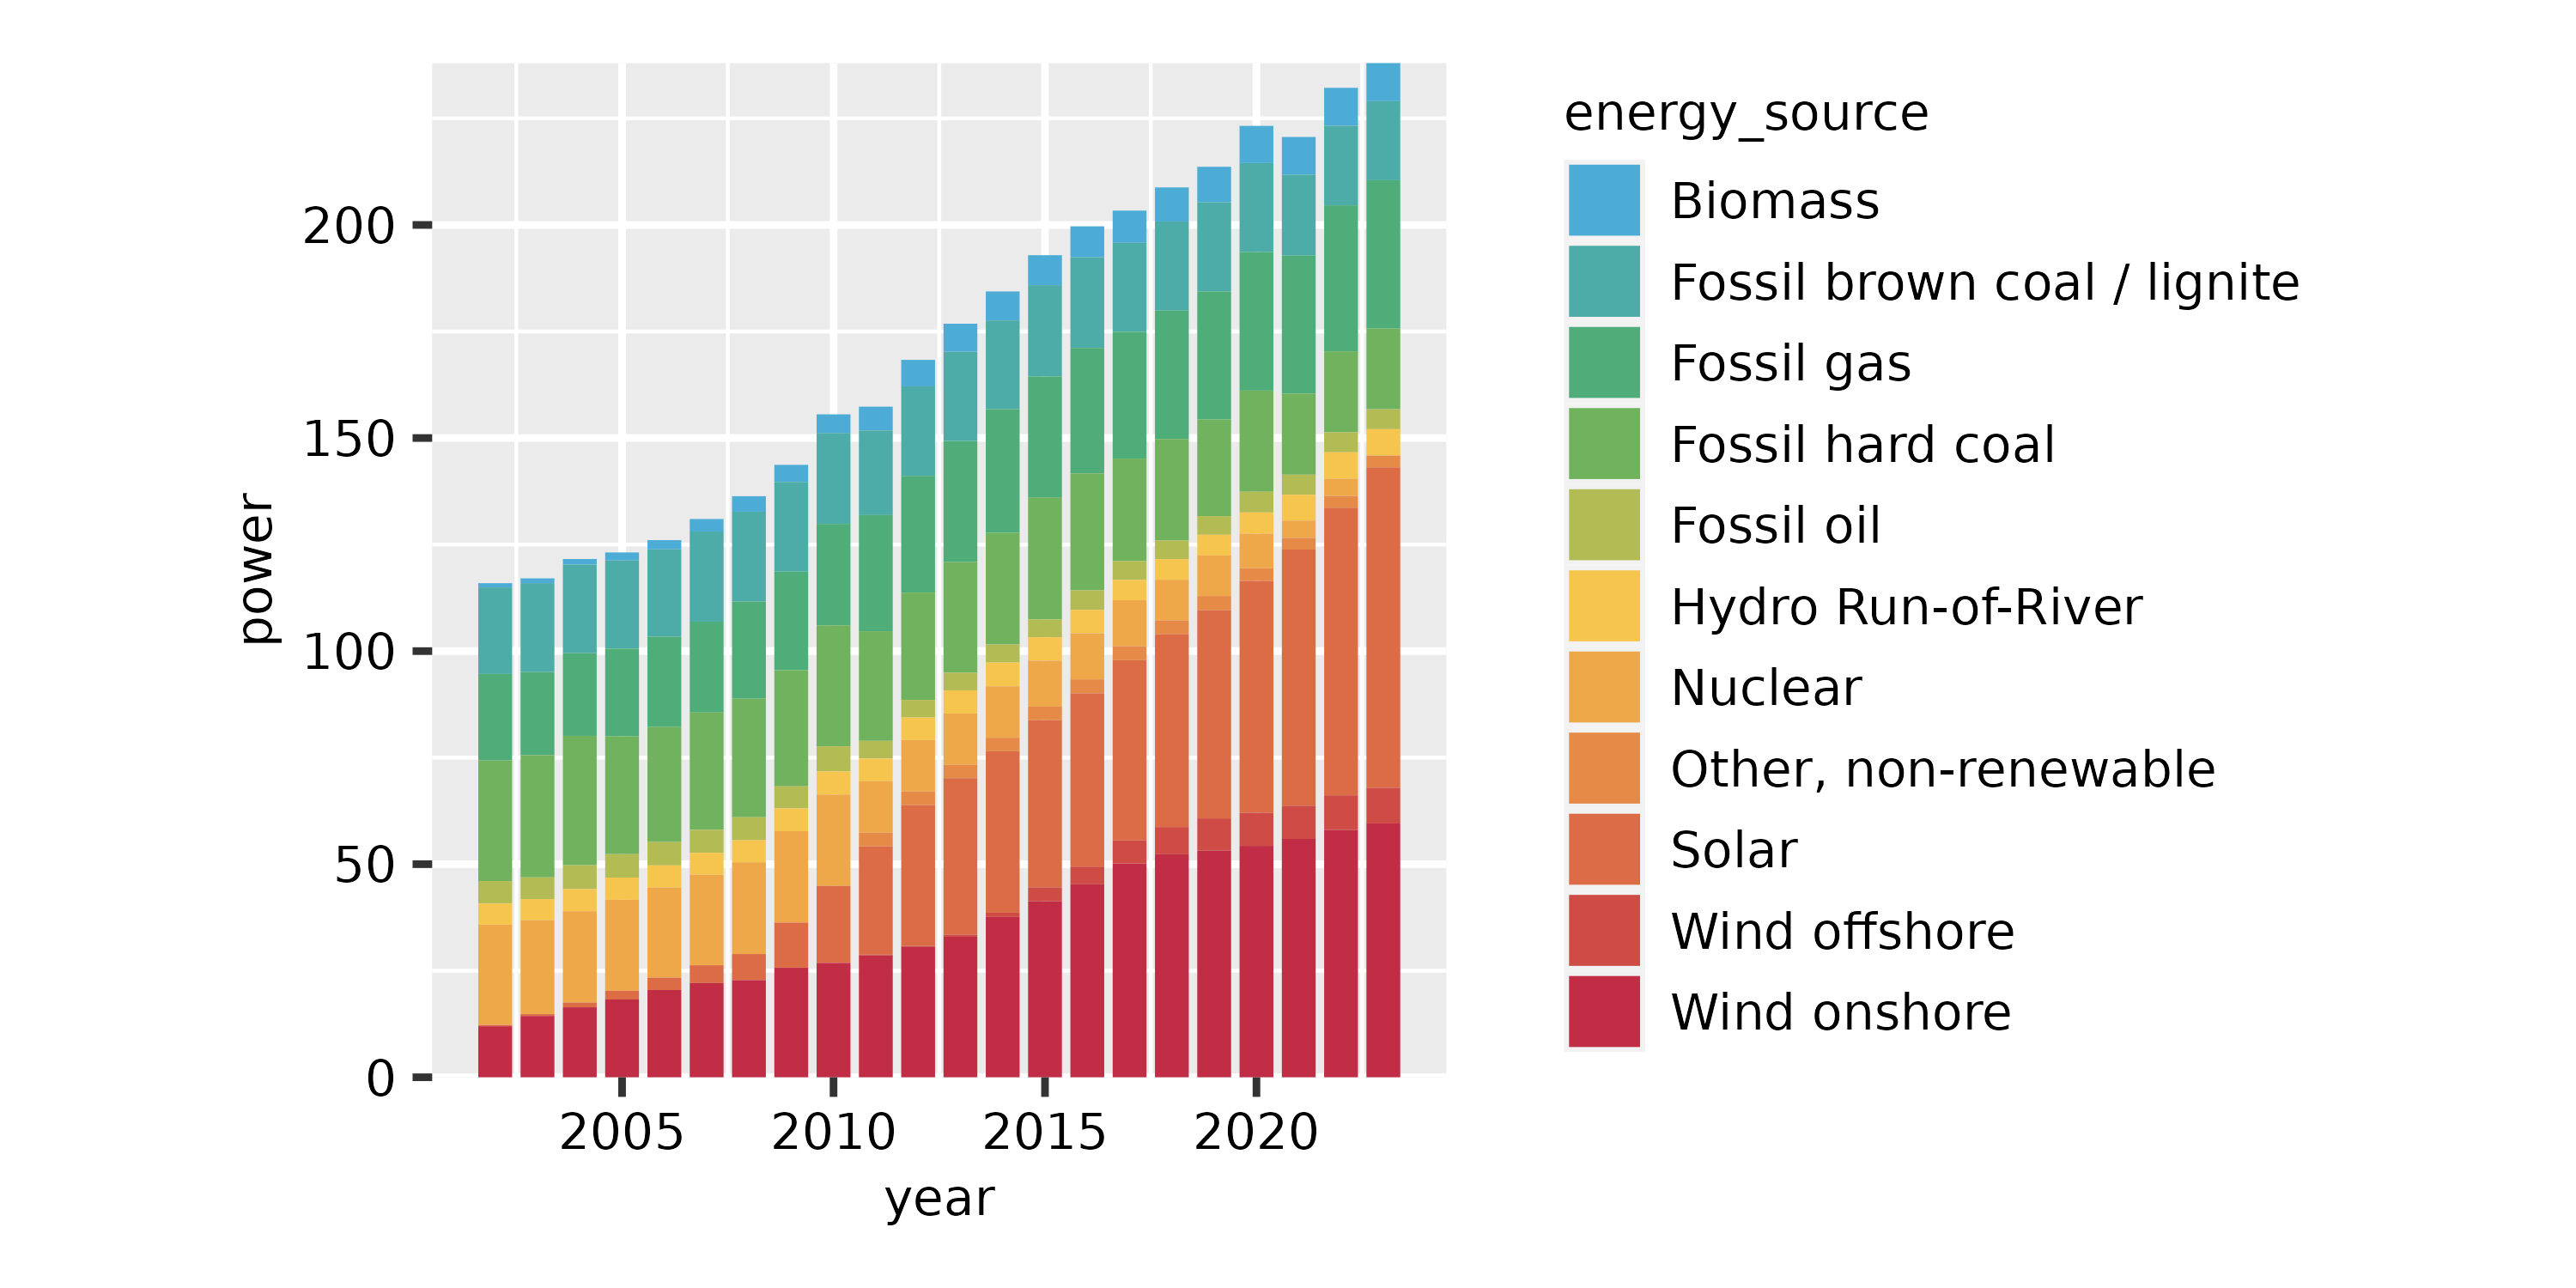 energy_source
Biomass
Fossil brown coal / lignite
Fossil gas
Fossil hard coal
Fossil oil
Hydro Run-of-River
Nuclear
Other, non-renewable
Solar
Wind offshore
Wind onshore
power
200
150
100
50
0
2005 2010 2015 2020
year